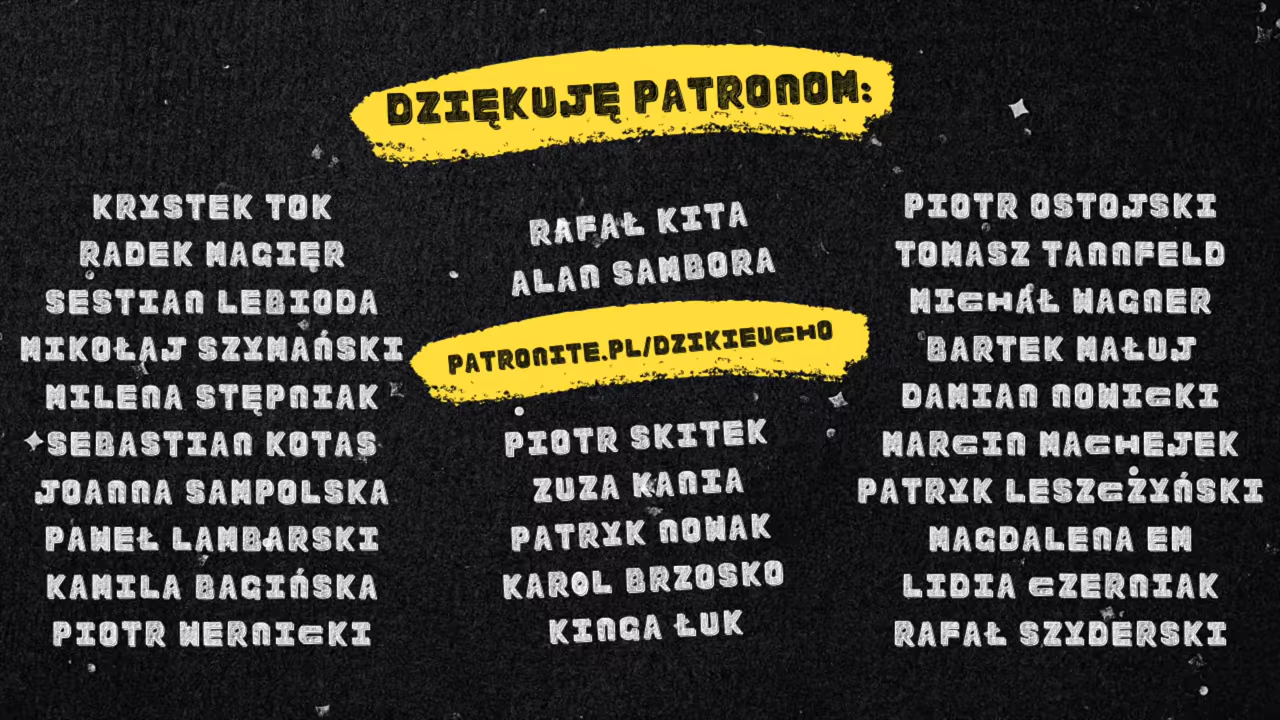 DZIĘKUJĘ PATRONOM:
KRYSTEK TOK
RADEK MAGIĘR
SESTIAN LEBIODA
MIKOŁAJ SZYMAŃSKI
MILENA STĘPNIAK
SEBASTIAN KOTAS
JOANNA SAMPOLSKA
PAWEŁ LAMBARSKI
KAMILA BAGIŃSKA
PIOTR WERNICKI
RAFAŁ KITA
ALAN SAMBORA
PATRONITE.PL/DZIKIEUCHO
PIOTR SKITEK
ZUZA KANIA
PATRYK NOWAK
KAROL BRZOSKO
KINGA ŁUK
PIOTR OSTOJSKI
TOMASZ TANNFELD
MICHAŁ WAGNER
BARTEK MAŁUJ
DAMIAN NOWICKI
MARCIN MACHEJEK
PATRYK LESZCZYŃSKI
MAGDALENA EM
LIDIA CZERNIAK
RAFAŁ SZYDERSKI